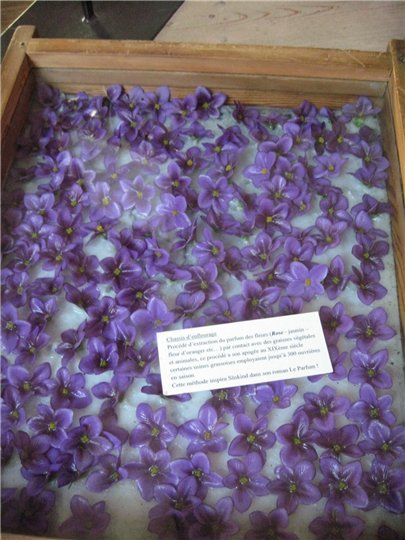 Chassis d'enfleurage
Procédé d'extraction du parfum des fleurs (Rose - jasmin –
fleur d'oranger etc... ) par contact avec des graisses végétales
et animales, ce procédé a son apogée au XIXème siècle
certaines usines grassoises employaient jusqu'à 300 ouvrières
en saison.
Cette méthode inspira Süskind dans son roman Le Parfum !